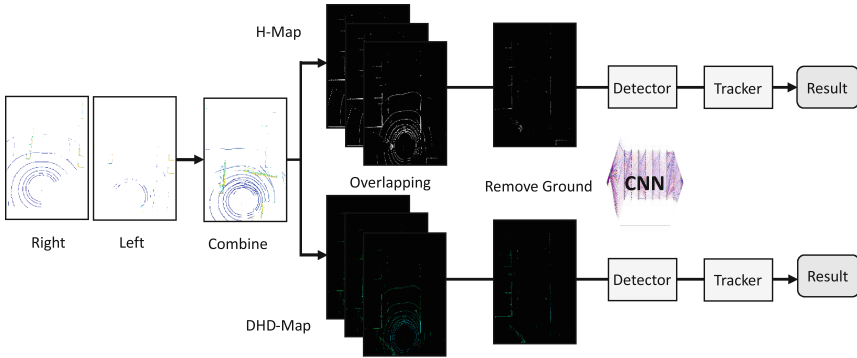 H-Map
Right
Left
Combine
Overlapping
Remove Ground
Detector
Tracker
Result
CNN
DHD-Map
Detector
Tracker
Result